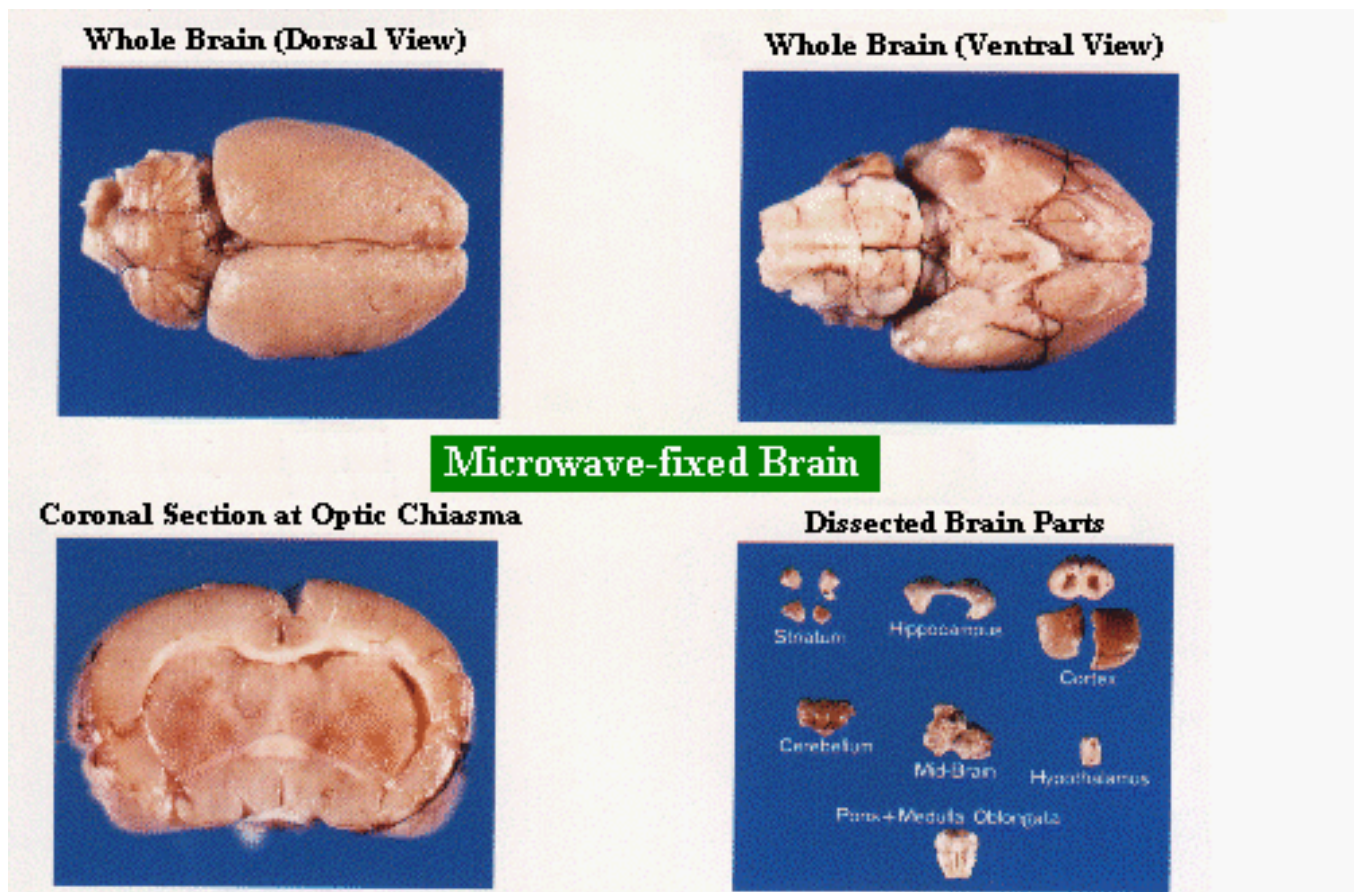 Whole Brain (Dorsal View)
Whole Brain (Ventral View)
Microwave-fixed Brain
Coronal Section at Optic Chiasma
Dissected Brain Parts
Striatum
Hippocampus
Cortex
Cerebellum
Mid-Brain
Hypothalamus
Pons + Medulla Oblongata